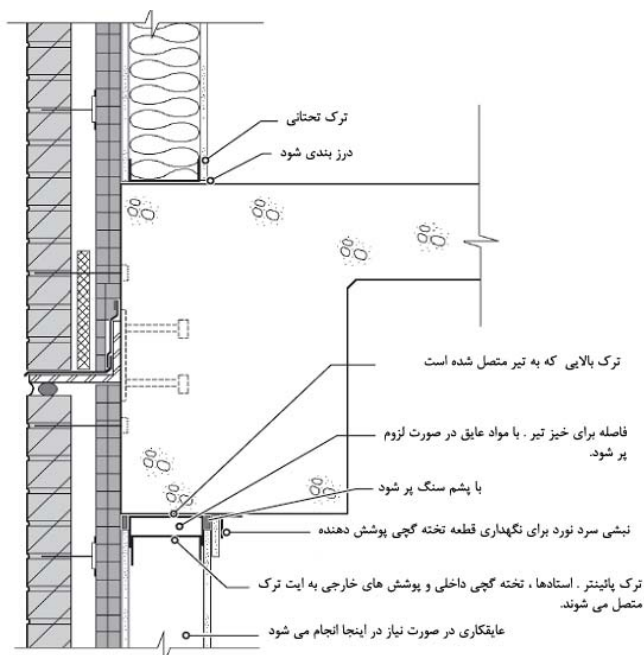 ترک تحتانی
درز بندی شود
ترک بالایی که به تیر متصل شده است
فاصله برای خیز تیر . با مواد عایق در صورت لزوم
پر شود.
با پشم سنگ پر شود
نبشی سرد نورد برای نگهداری قطعه تخته گچی پوشش دهنده
ترک پائینتر . استادها ، تخته گچی داخلی و پوشش های خارجی به ایت ترک
متصل می شوند.
عایقکاری در صورت نیاز در اینجا انجام می شود